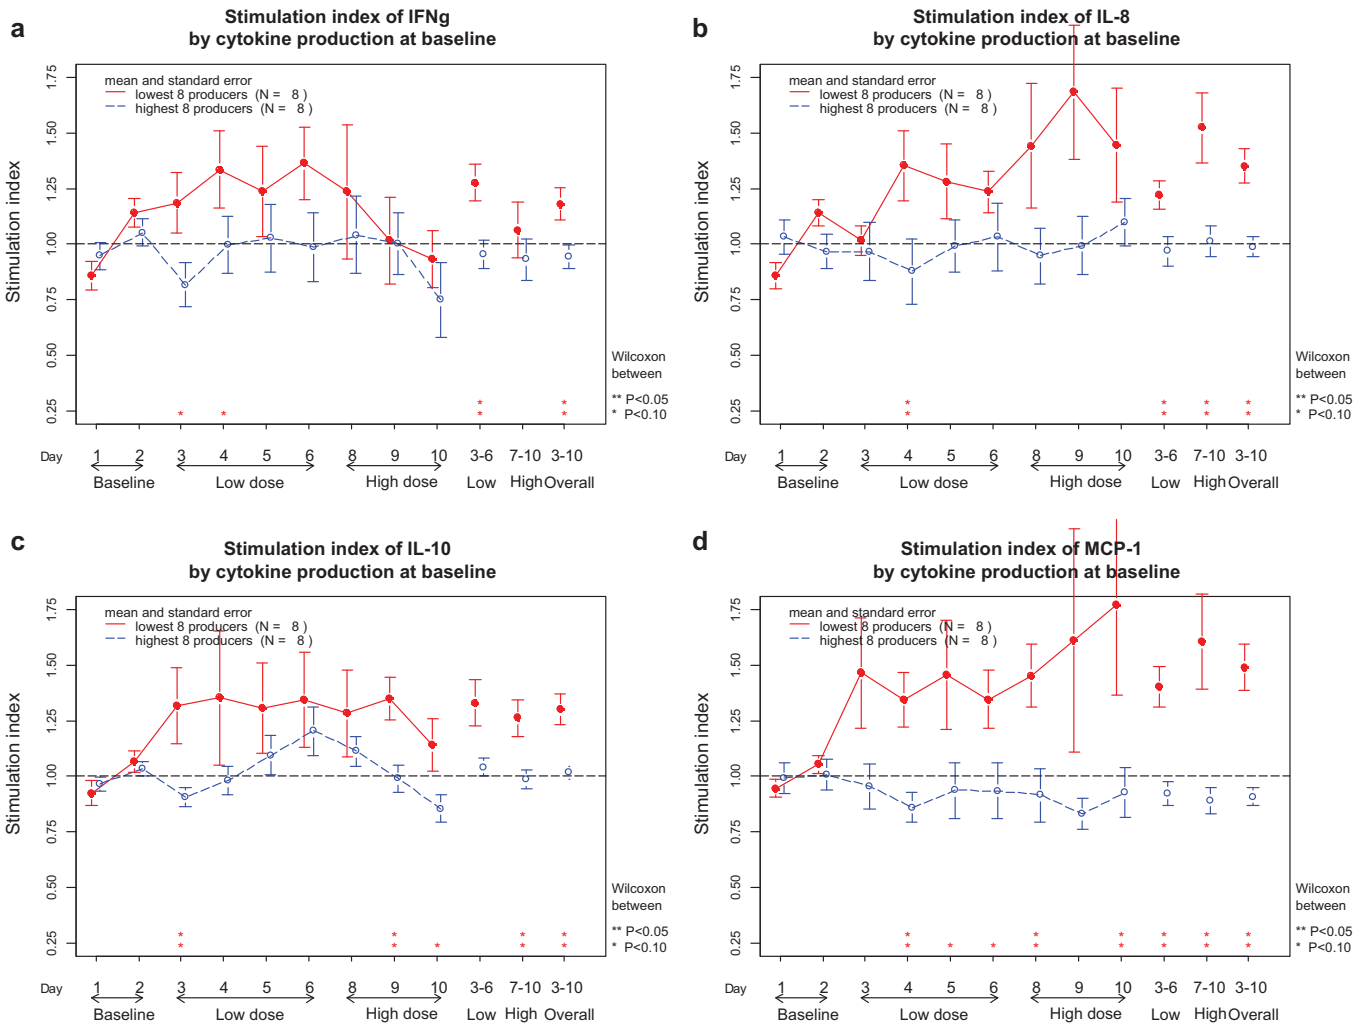 a
Stimulation index of IFNg
by cytokine production at baseline
mean and standard error
lowest 8 producers (N = 8 )
highest 8 producers (N = 8 )
Stimulation index
1.75
1.50
1.25
1.00
0.75
0.50
0.25
Wilcoxon
between
** P<0.05
* P<0.10
* * * *
* *
Day 1 2 3 4 5 6 8 9 10 3-6 7-10 3-10
Baseline Low dose High dose Low High Overall
b
Stimulation index of IL-8
by cytokine production at baseline
mean and standard error
lowest 8 producers (N = 8 )
highest 8 producers (N = 8 )
Stimulation index
1.75
1.50
1.25
1.00
0.75
0.50
0.25
Wilcoxon
between
** P<0.05
* P<0.10
* * * *
* * * *
1 2 3 4 5 6 8 9 10 3-6 7-10 3-10
Baseline Low dose High dose Low High Overall
c
Stimulation index of IL-10
by cytokine production at baseline
mean and standard error
lowest 8 producers (N = 8 )
highest 8 producers (N = 8 )
Stimulation index
1.75
1.50
1.25
1.00
0.75
0.50
0.25
Wilcoxon
between
** P<0.05
* P<0.10
* * * *
* * * * *
Day 1 2 3 4 5 6 8 9 10 3-6 7-10 3-10
Baseline Low dose High dose Low High Overall
d
Stimulation index of MCP-1
by cytokine production at baseline
mean and standard error
lowest 8 producers (N = 8 )
highest 8 producers (N = 8 )
Stimulation index
1.75
1.50
1.25
1.00
0.75
0.50
0.25
Wilcoxon
between
** P<0.05
* P<0.10
* * * * * *
* * * * * * * *
Day 1 2 3 4 5 6 8 9 10 3-6 7-10 3-10
Baseline Low dose High dose Low High Overall